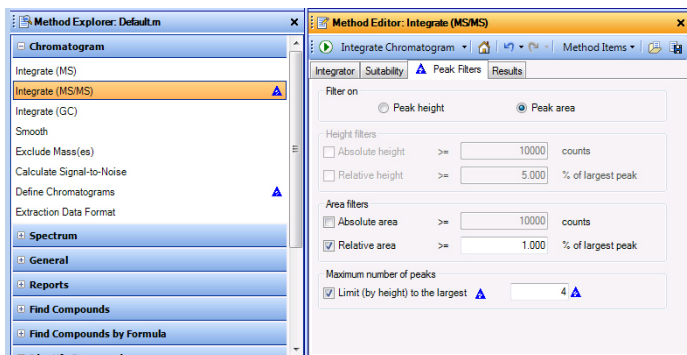 Method Explorer: Default.m
Chromatogram
Integrate (MS)
Integrate (MS/MS)
Integrate (GC)
Smooth
Exclude Mass(es)
Calculate Signal-to-Noise
Define Chromatograms
Extraction Data Format
Spectrum
General
Reports
Find Compounds
Find Compounds by Formula
Method Editor: Integrate (MS/MS)
Integrate Chromatogram Method Items
Integrator Suitability Peak Filters Results
Filter on
Peak height Peak area
Height filters
Absolute height >= 10000 counts
Relative height >= 5.000 % of largest peak
Area filters
Absolute area >= 10000 counts
Relative area >= 1.000 % of largest peak
Maximum number of peaks
Limit (by height) to the largest 4